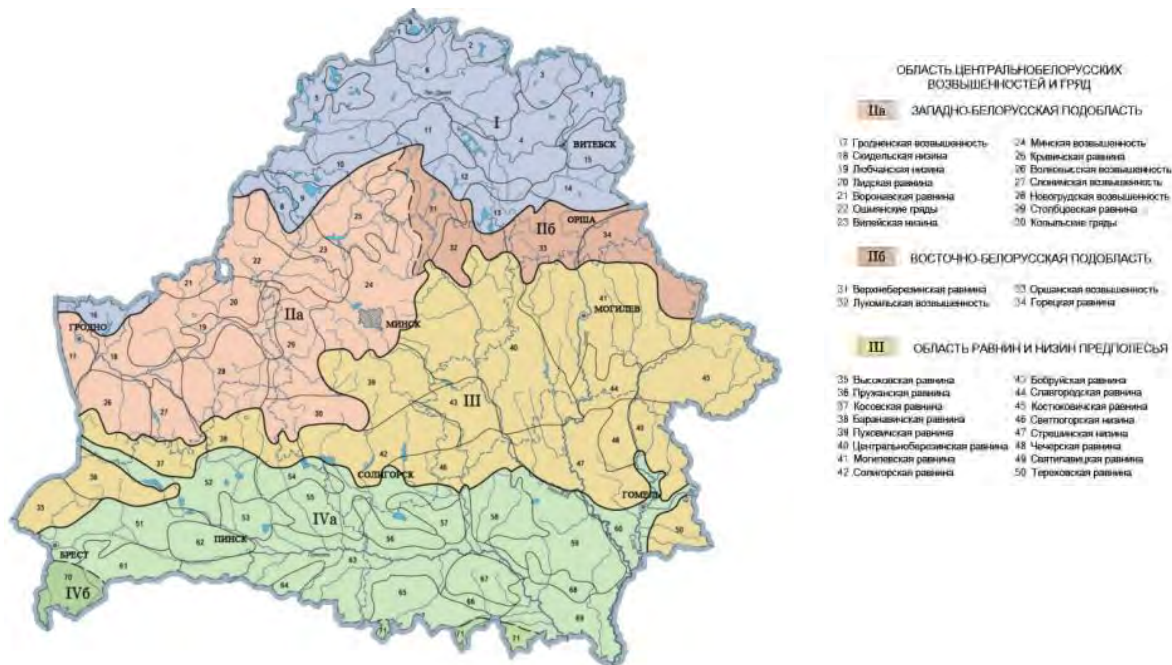 I
ВИТЕБСК
ОРША
IIб
IIа
ГРОДНО
МИНСК
МОГИЛЕВ
III
СОЛИГОРСК
ГОМЕЛЬ
IVа
ПИНСК
БРЕСТ
IVб
ОБЛАСТЬ ЦЕНТРАЛЬНОБЕЛОРУССКИХ
ВОЗВЫШЕННОСТЕЙ И ГРЯД
IIа ЗАПАДНО-БЕЛОРУССКАЯ ПОДОБЛАСТЬ
17 Гродненская возвышенность 24 Минская возвышенность
18 Скидельская низина 25 Кривичская равнина
19 Любчанская низина 26 Волковысская возвышенность
20 Лидская равнина 27 Слонимская возвышенность
21 Воронавская равнина 28 Новогрудская возвышенность
22 Ошмянские гряды 29 Столбцовская равнина
23 Вилейская низина 30 Копыльские гряды
IIб ВОСТОЧНО-БЕЛОРУССКАЯ ПОДОБЛАСТЬ
31 Верхнеберезинская равнина 33 Оршанская возвышенность
32 Лукомльская возвышенность 34 Горецкая равнина
III ОБЛАСТЬ РАВНИН И НИЗИН ПРЕДПОЛЕСЬЯ
35 Высоковская равнина 43 Бобруйская равнина
36 Пружанская равнина 44 Славгородская равнина
37 Косовская равнина 45 Костюковичская равнина
38 Баранавичская равнина 46 Светлогорская низина
39 Пуховичская равнина 47 Стрешинская низина
40 Центральноберезинская равнина 48 Чечерская равнина
41 Могилевская равнина 49 Святилавицкая равнина
42 Солигорская равнина 50 Тереховская равнина